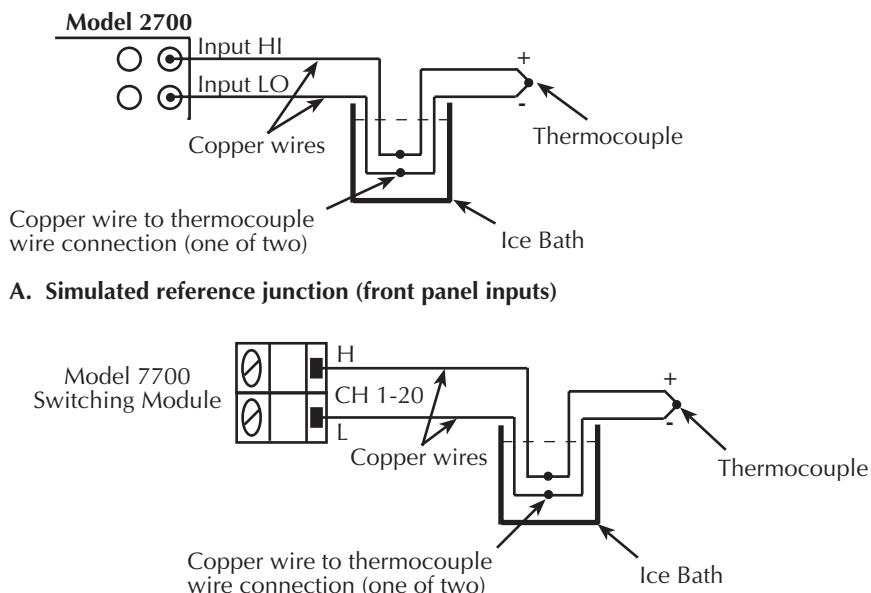 Model 2700
Input HI
Input LO
Copper wires
+
-
Thermocouple
Copper wire to thermocouple
wire connection (one of two)
Ice Bath
A. Simulated reference junction (front panel inputs)
Model 7700
Switching Module
H
CH 1-20
L
Copper wires
+
-
Thermocouple
Copper wire to thermocouple
wire connection (one of two)
Ice Bath